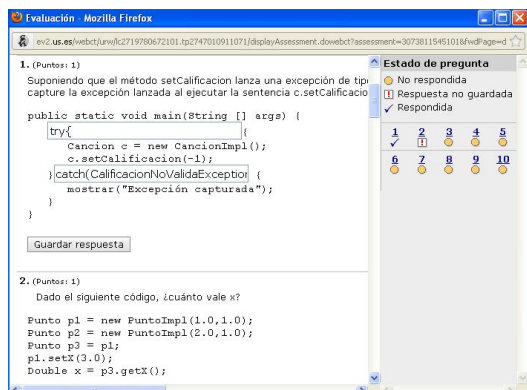 Evaluación - Mozilla Firefox
ev2.us.es/webct/urw/lc2719780672101.tp2747010911071/displayAssessment.dowebct?assessment=3073811545101&fwdPage=d
1. (Puntos: 1)
Suponiendo que el método setCalificacion lanza una excepción de tip
capture la excepción lanzada al ejecutar la sentencia c.setCalificacio
public static void main(String [] args) {
try{ {
Cancion c = new CancionImpl();
c.setCalificacion(-1);
} catch(CalificacionNoValidaException {
mostrar("Excepción capturada");
}
}
Guardar respuesta
2. (Puntos: 1)
Dado el siguiente código, ¿cuánto vale x?
Punto p1 = new PuntoImpl(1.0,1.0);
Punto p2 = new PuntoImpl(2.0,1.0);
Punto p3 = p1;
p1.setX(3.0);
Double x = p3.getX();
Estado de pregunta
No respondida
Respuesta no guardada
Respondida
1 2 3 4 5
6 7 8 9 10